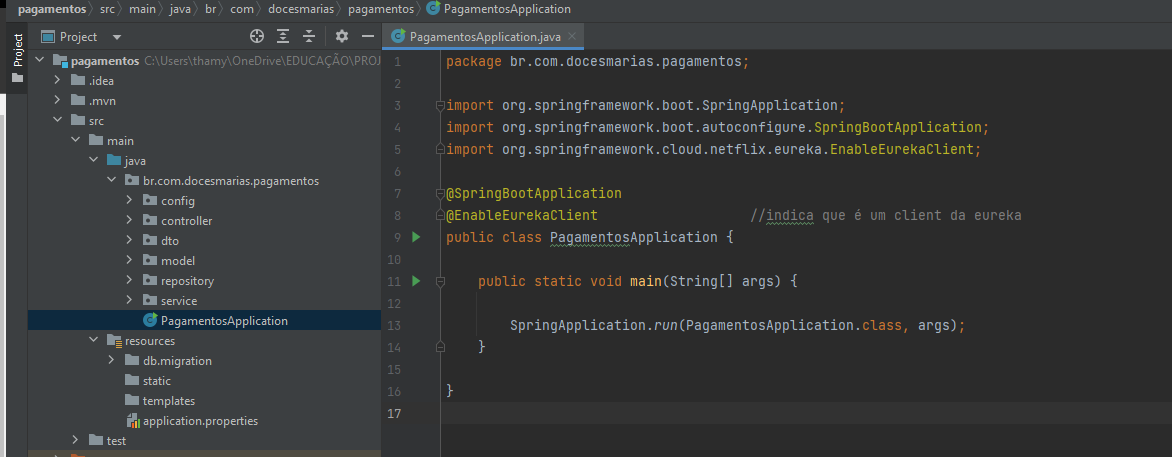 pagamentos > src > main > java > br > com > docesmarias > pagamentos > PagamentosApplication
Project
Project
pagamentos C:\Users\thamy\OneDrive\EDUCAÇÃO\PROJ
.idea
.mvn
src
main
java
br.com.docesmarias.pagamentos
config
controller
dto
model
repository
service
PagamentosApplication
resources
db.migration
static
templates
application.properties
test
PagamentosApplication.java
1 package br.com.docesmarias.pagamentos;
2
3 import org.springframework.boot.SpringApplication;
4 import org.springframework.boot.autoconfigure.SpringBootApplication;
5 import org.springframework.cloud.netflix.eureka.EnableEurekaClient;
6
7 @SpringBootApplication
8 @EnableEurekaClient //indica que é um client da eureka
9 public class PagamentosApplication {
10
11 public static void main(String[] args) {
12
13 SpringApplication.run(PagamentosApplication.class, args);
14 }
15
16 }
17